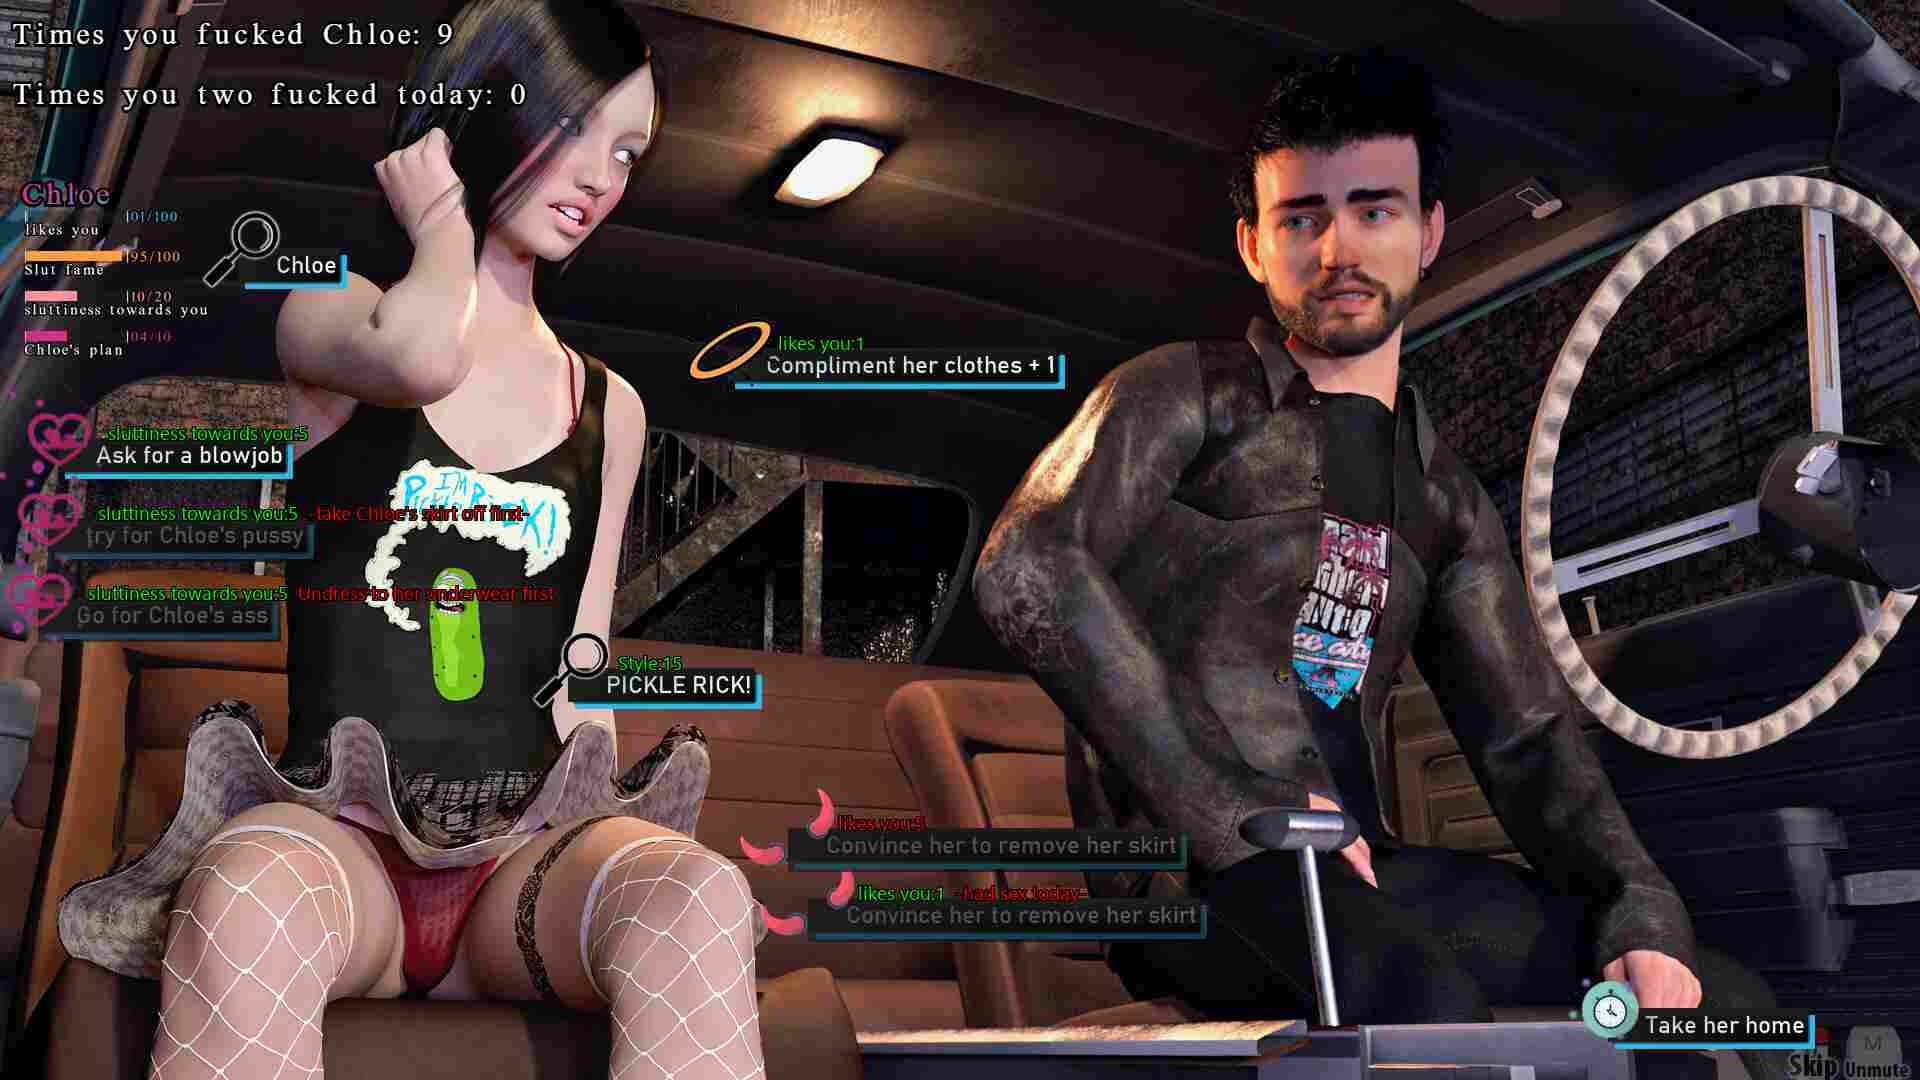 Times you fucked Chloe: 9
Times you two fucked today: 0
Chloe
01/100
likes you
95/100
Slut fame
10/20
sluttiness towards you
04/10
Chloe's plan
Chloe
likes you:1
Compliment her clothes + 1
sluttiness towards you:5
Ask for a blowjob
sluttiness towards you:5 -take Chloe's skirt off first-
try for Chloe's pussy
sluttiness towards you:5 Undress to her underwear first
Go for Chloe's ass
I'M
Style:15
PICKLE RICK!
likes you:5
Convince her to remove her skirt
likes you:1 -had sex today-
Convince her to remove her skirt
Take her home
M
Skip Unmute